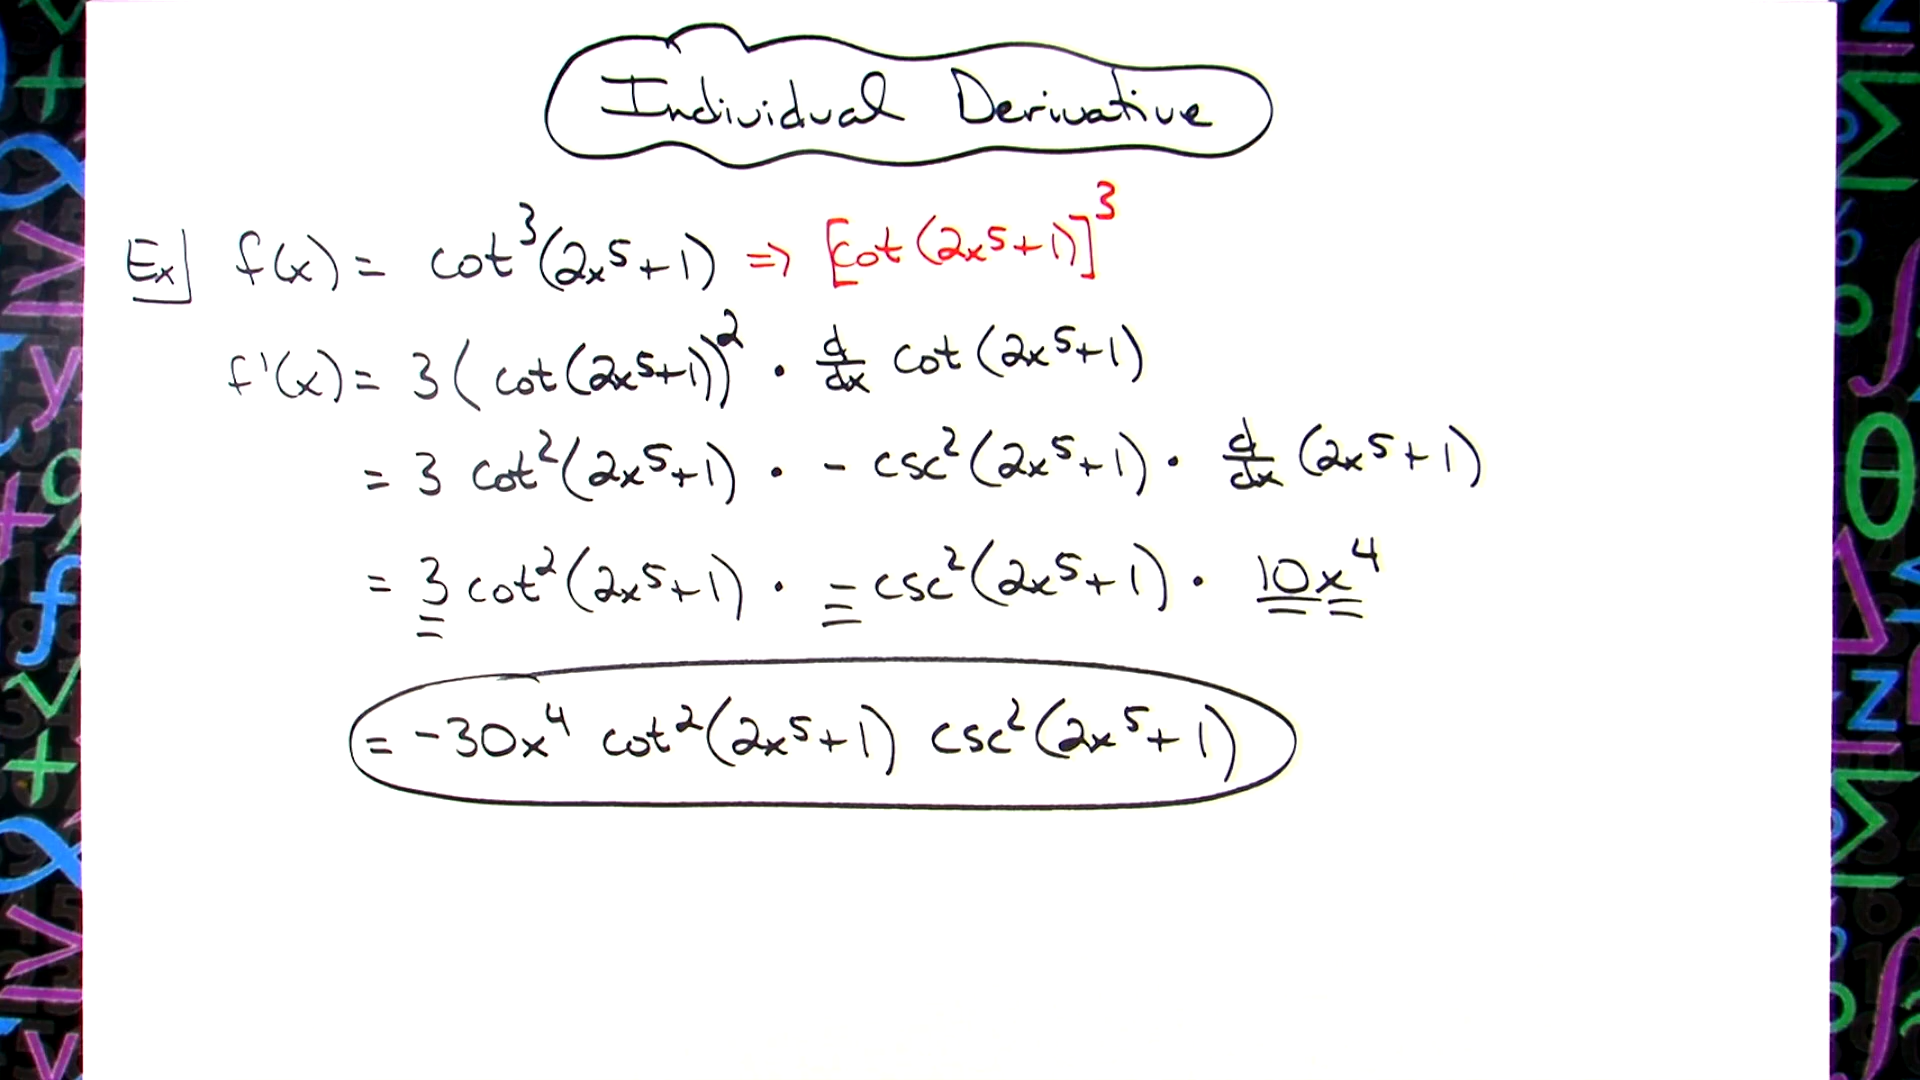 Individual Derivative
Ex] f(x) = cot³(2x⁵+1) => [cot(2x⁵+1)]³
f'(x) = 3(cot(2x⁵+1))² · d/dx cot(2x⁵+1)
= 3 cot²(2x⁵+1) · - csc²(2x⁵+1) · d/dx (2x⁵+1)
= 3 cot²(2x⁵+1) · - csc²(2x⁵+1) · 10x⁴
= -30x⁴ cot²(2x⁵+1) csc²(2x⁵+1)